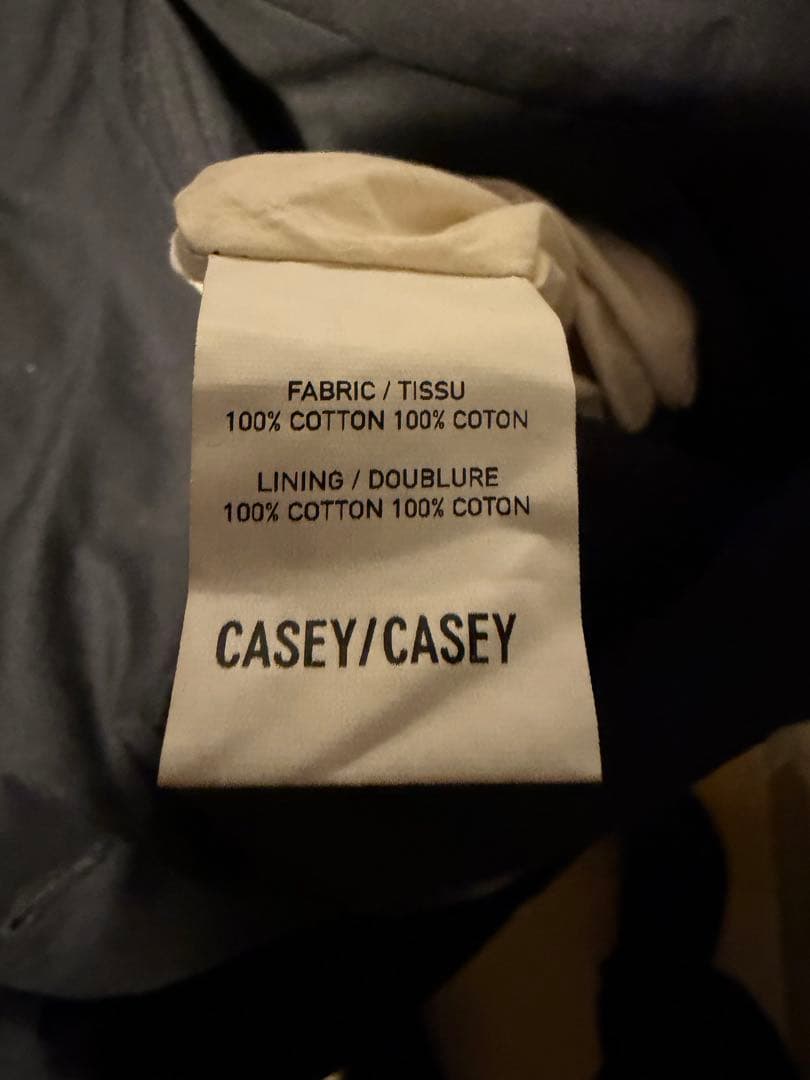 FABRIC / TISSU
100% COTTON 100% COTON
LINING / DOUBLURE
100% COTTON 100% COTON
CASEY/CASEY